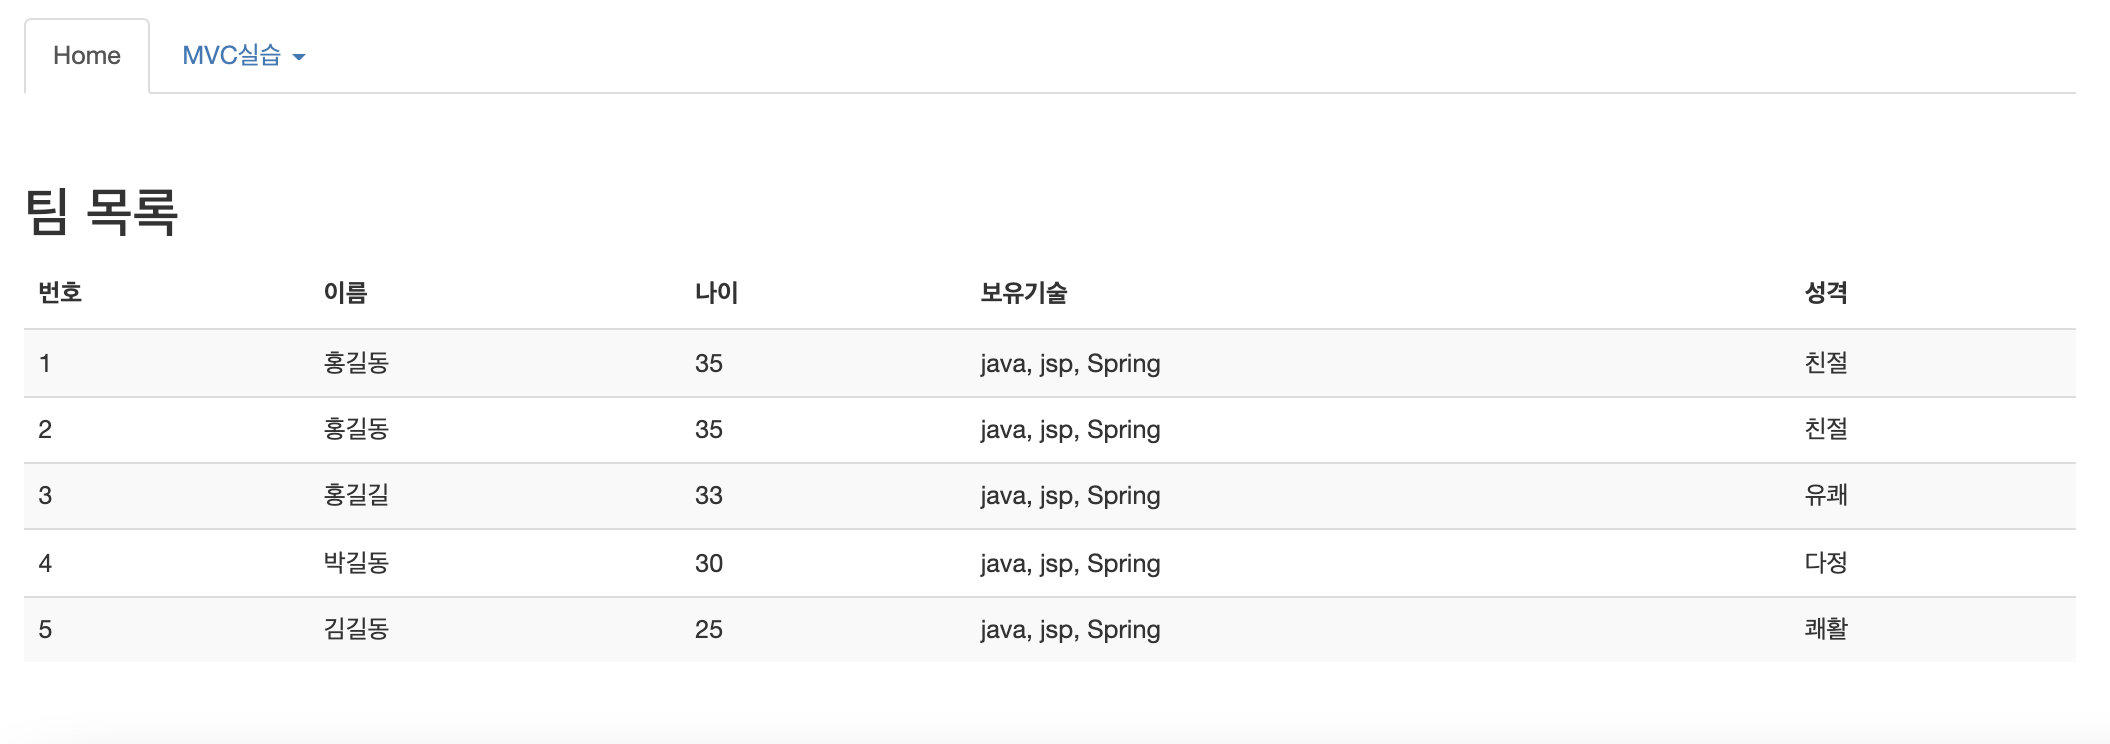 Home MVC실습
팀 목록
번호 이름 나이 보유기술 성격
1 홍길동 35 java, jsp, Spring 친절
2 홍길동 35 java, jsp, Spring 친절
3 홍길길 33 java, jsp, Spring 유쾌
4 박길동 30 java, jsp, Spring 다정
5 김길동 25 java, jsp, Spring 쾌활